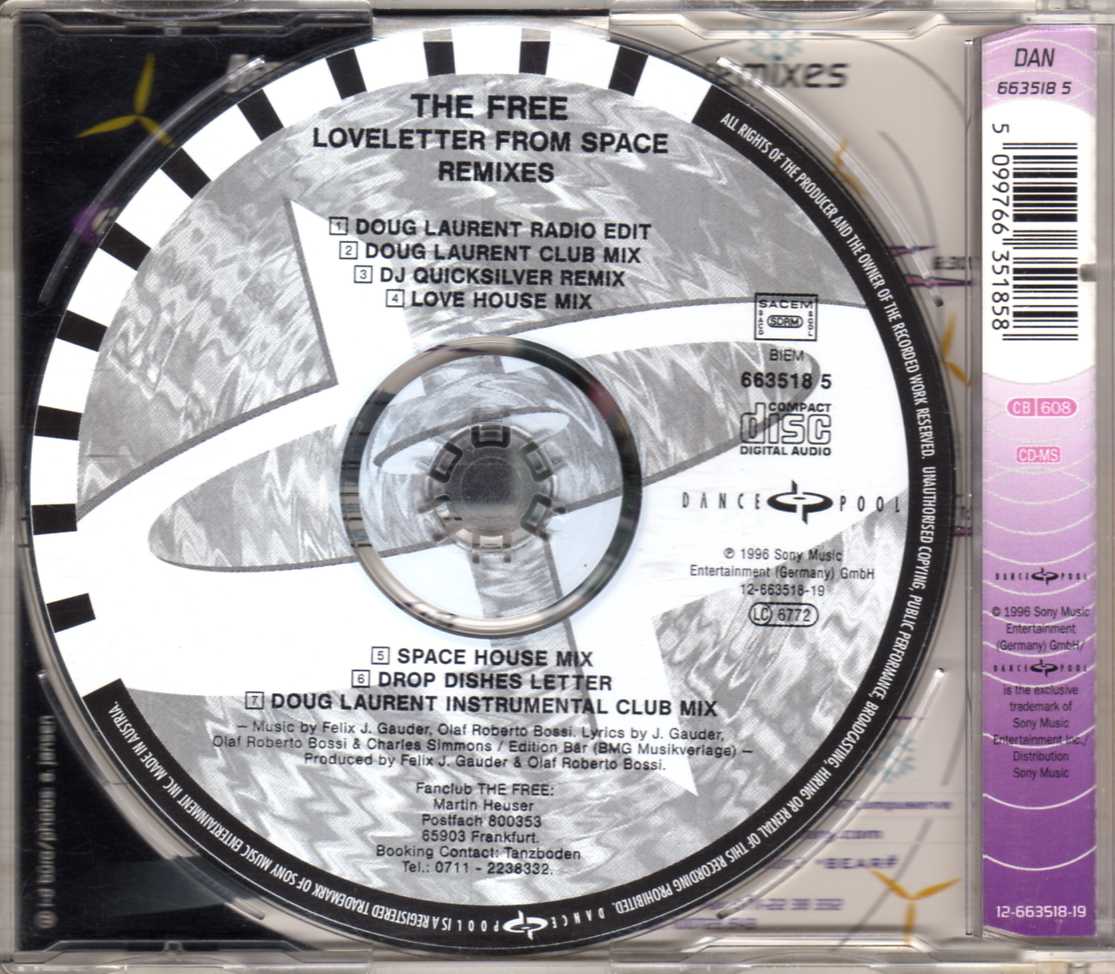 THE FREE
LOVELETTER FROM SPACE
REMIXES
1 DOUG LAURENT RADIO EDIT
2 DOUG LAURENT CLUB MIX
3 DJ QUICKSILVER REMIX
4 LOVE HOUSE MIX
SACEM
SDRM
BIEM
663518 5
COMPACT
disc
DIGITAL AUDIO
DANCE POOL
℗ 1996 Sony Music
Entertainment (Germany) GmbH
12-663518-19
LC 6772
5 SPACE HOUSE MIX
6 DROP DISHES LETTER
7 DOUG LAURENT INSTRUMENTAL CLUB MIX
– Music by Felix J. Gauder, Olaf Roberto Bossi. Lyrics by J. Gauder,
Olaf Roberto Bossi & Charles Simmons / Edition Bär (BMG Musikverlage) –
Produced by Felix J. Gauder & Olaf Roberto Bossi.
Fanclub THE FREE:
Martin Heuser
Postfach 800353
65903 Frankfurt.
Booking Contact: Tanzboden
Tel.: 0711 - 2238332.
ALL RIGHTS OF THE PRODUCER AND THE OWNER OF THE RECORDED WORK RESERVED. UNAUTHORISED COPYING, PUBLIC PERFORMANCE, BROADCASTING, HIRING OR RENTAL OF THIS RECORDING PROHIBITED. DANCE POOL IS A REGISTERED TRADEMARK OF SONY MUSIC ENTERTAINMENT INC. MADE IN AUSTRIA.
remixes
"BEAR"
DAN
663518 5
5 099766 351858
CB 608
CD-MS
DANCE POOL
© 1996 Sony Music
Entertainment
(Germany) GmbH/
DANCE POOL
is the exclusive
trademark of
Sony Music
Entertainment Inc./
Distribution
Sony Music
12-663518-19